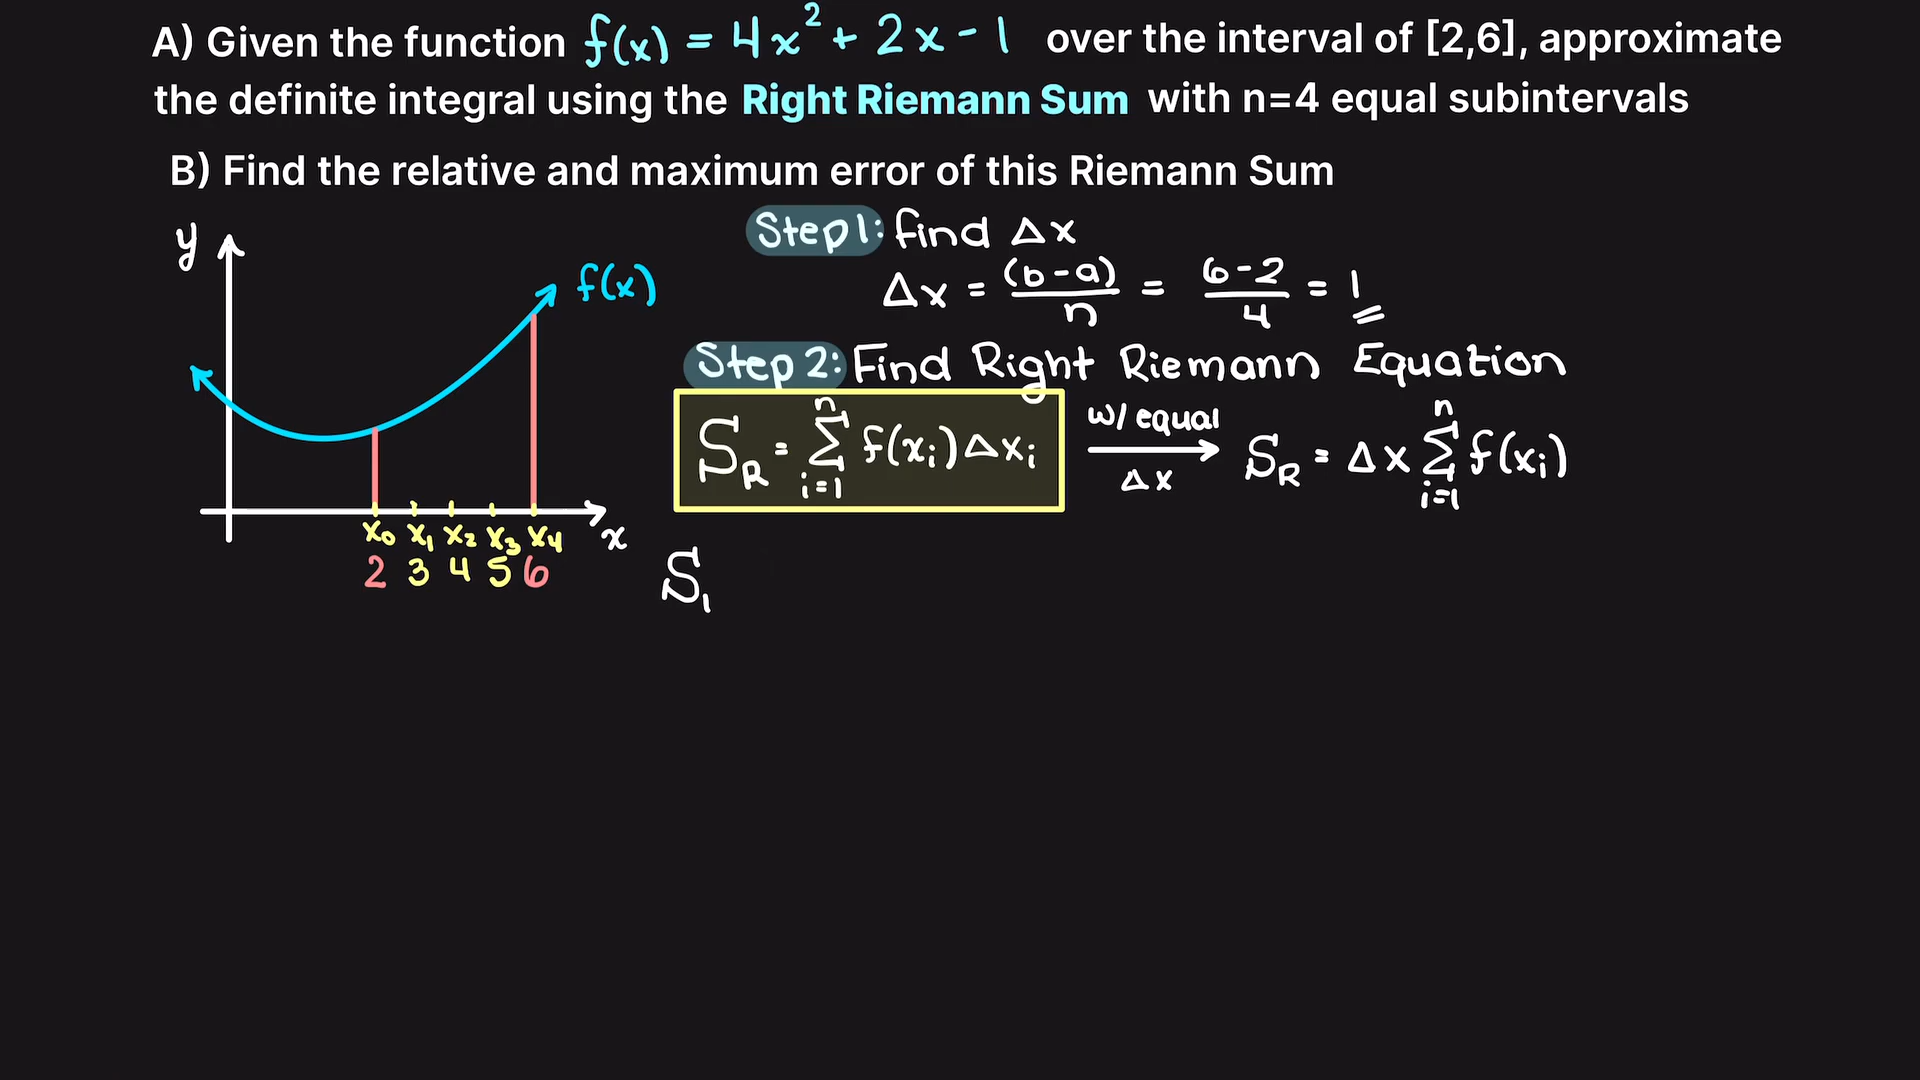 A) Given the function f(x) = 4x² + 2x - 1 over the interval of [2,6], approximate
the definite integral using the Right Riemann Sum with n=4 equal subintervals
B) Find the relative and maximum error of this Riemann Sum
y
f(x)
x₀ x₁ x₂ x₃ x₄ x
2 3 4 5 6
Step 1: find Δx
Δx = (b-a)/n = 6-2/4 = 1
Step 2: Find Right Riemann Equation
S_R = Σ_{i=1}^{n} f(xᵢ)Δxᵢ w/ equal Δx → S_R = Δx Σ_{i=1}^{n} f(xᵢ)
S₁